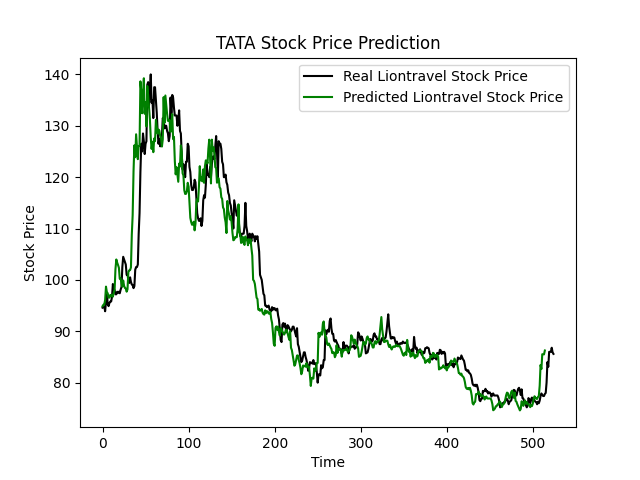 TATA Stock Price Prediction
Real Liontravel Stock Price
Predicted Liontravel Stock Price
Stock Price
140
130
120
110
100
90
80
0 100 200 300 400 500
Time